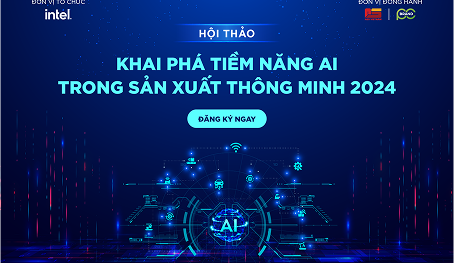 ĐƠN VỊ TỔ CHỨC
intel.
ĐƠN VỊ ĐỒNG HÀNH
HỘI THẢO
KHAI PHÁ TIỀM NĂNG AI
TRONG SẢN XUẤT THÔNG MINH 2024
ĐĂNG KÝ NGAY
AI